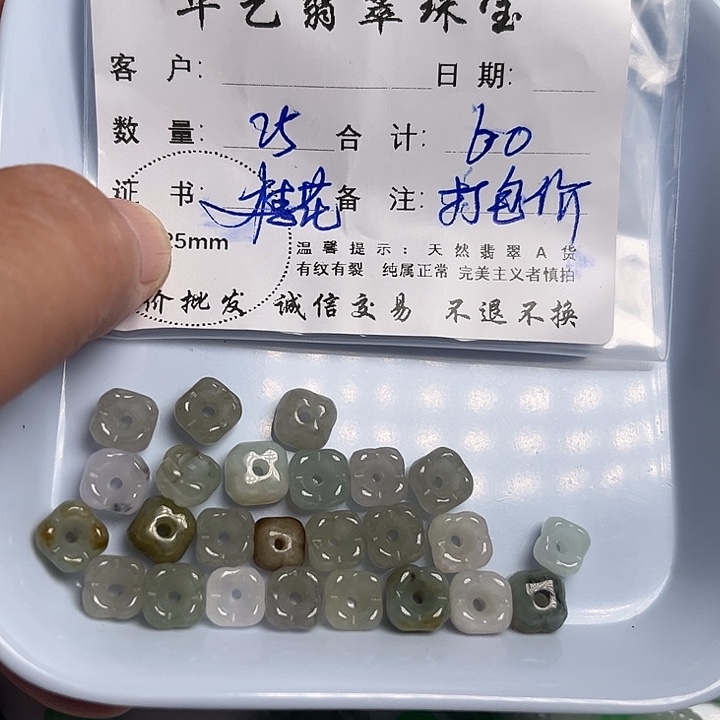 华艺翡翠珠宝
客 户: 日 期:
数 量: 25 合 计: 60
证 书: 桂花 备 注: 打包价
25mm
温馨提示:天然翡翠A货
有纹有裂 纯属正常 完美主义者慎拍
价批发 诚信交易 不退不换